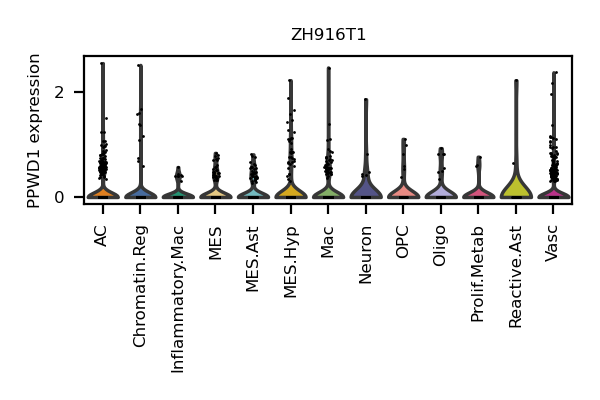 ZH916T1
PPWD1 expression
2
0
AC
Chromatin.Reg
Inflammatory.Mac
MES
MES.Ast
MES.Hyp
Mac
Neuron
OPC
Oligo
Prolif.Metab
Reactive.Ast
Vasc